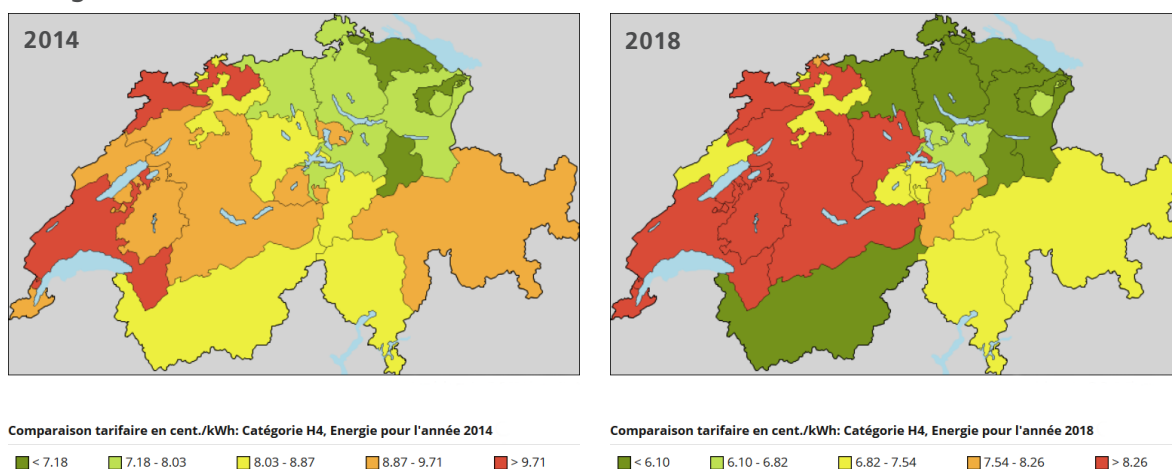 2014
2018
Comparaison tarifaire en cent./kWh: Catégorie H4, Energie pour l'année 2014
< 7.18 7.18 - 8.03 8.03 - 8.87 8.87 - 9.71 > 9.71
Comparaison tarifaire en cent./kWh: Catégorie H4, Energie pour l'année 2018
< 6.10 6.10 - 6.82 6.82 - 7.54 7.54 - 8.26 > 8.26